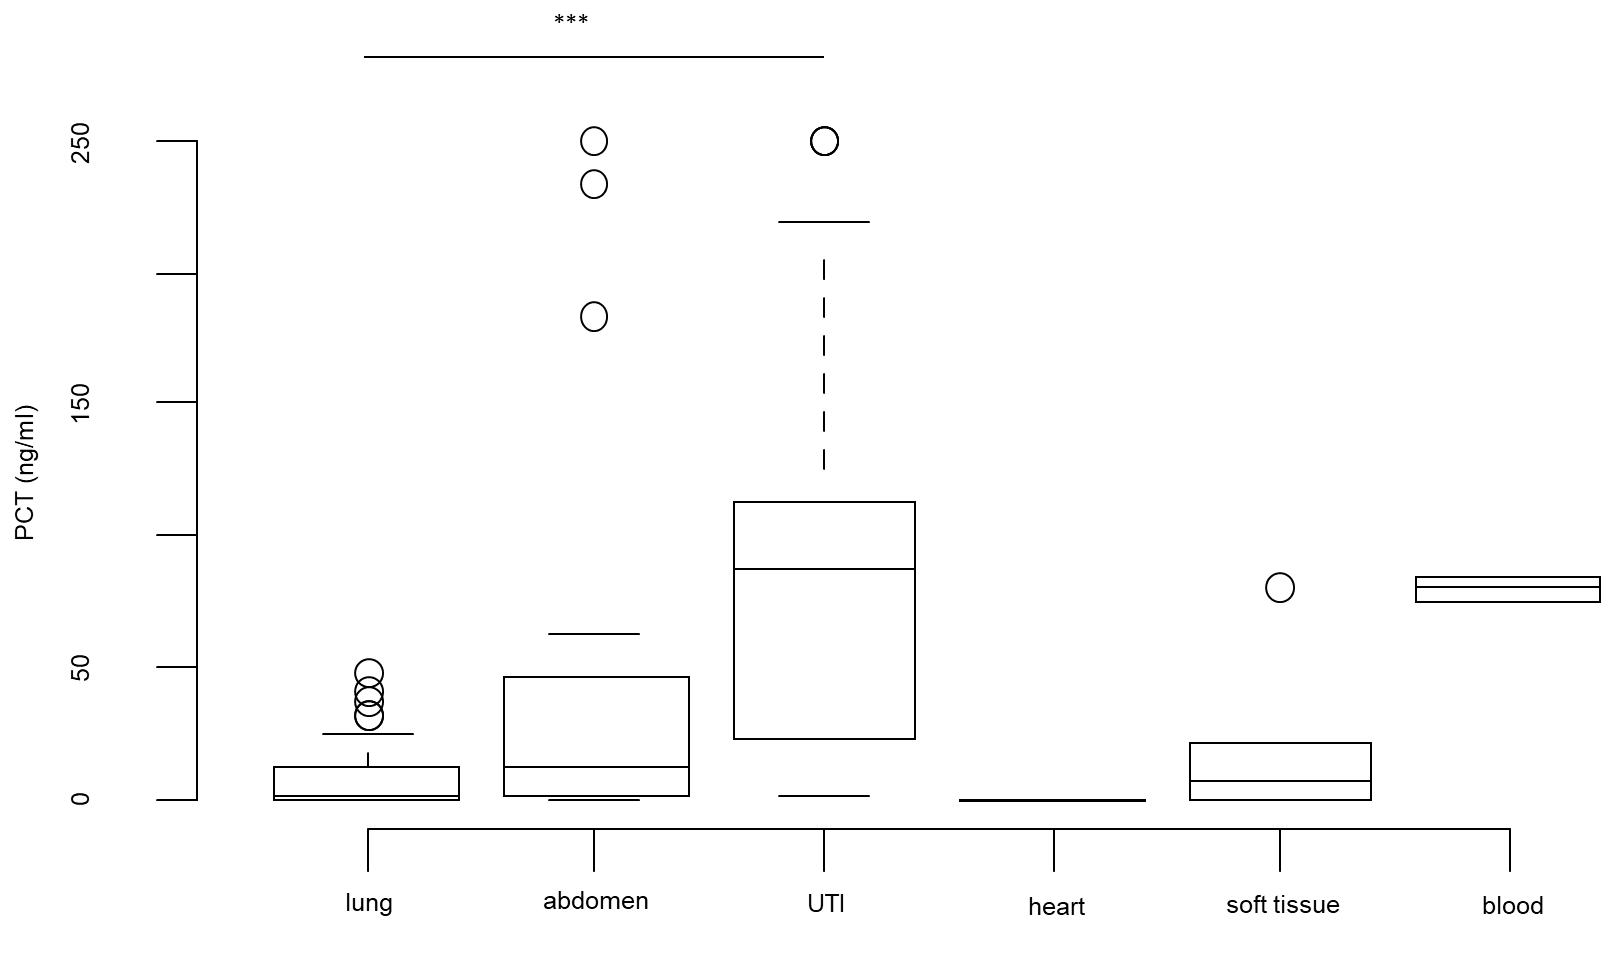 ***
250
150
50
0
PCT (ng/ml)
lung
abdomen
UTI
heart
soft tissue
blood